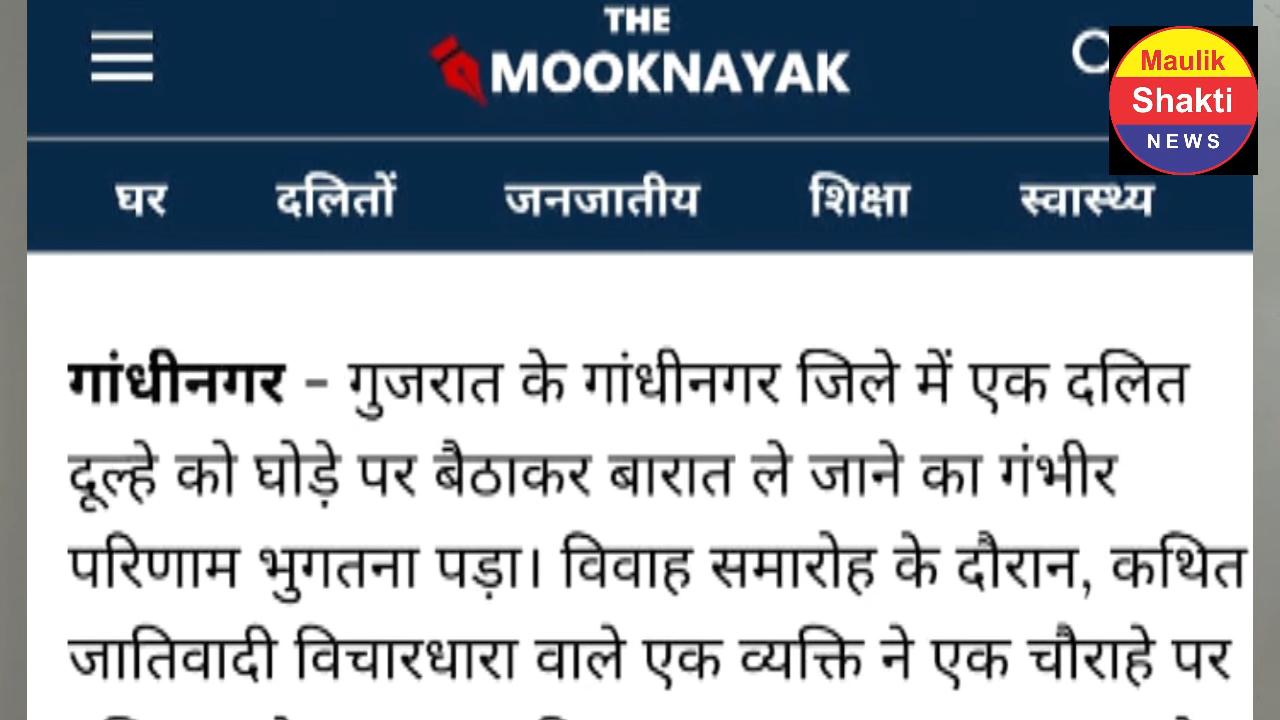 THE
MOOKNAYAK
Maulik
Shakti
NEWS
घर दलितों जनजातीय शिक्षा स्वास्थ्य
गांधीनगर - गुजरात के गांधीनगर जिले में एक दलित
दूल्हे को घोड़े पर बैठाकर बारात ले जाने का गंभीर
परिणाम भुगतना पड़ा। विवाह समारोह के दौरान, कथित
जातिवादी विचारधारा वाले एक व्यक्ति ने एक चौराहे पर